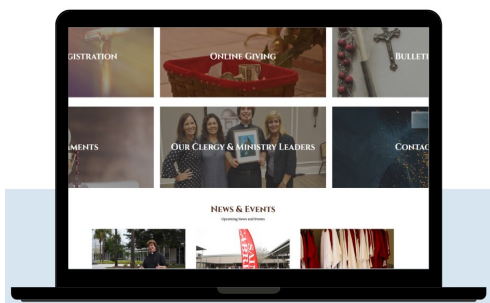 GISTRATION
ONLINE GIVING
BULLETI
AMENTS
OUR CLERGY & MINISTRY LEADERS
CONTAC
NEWS & EVENTS
Upcoming News and Events